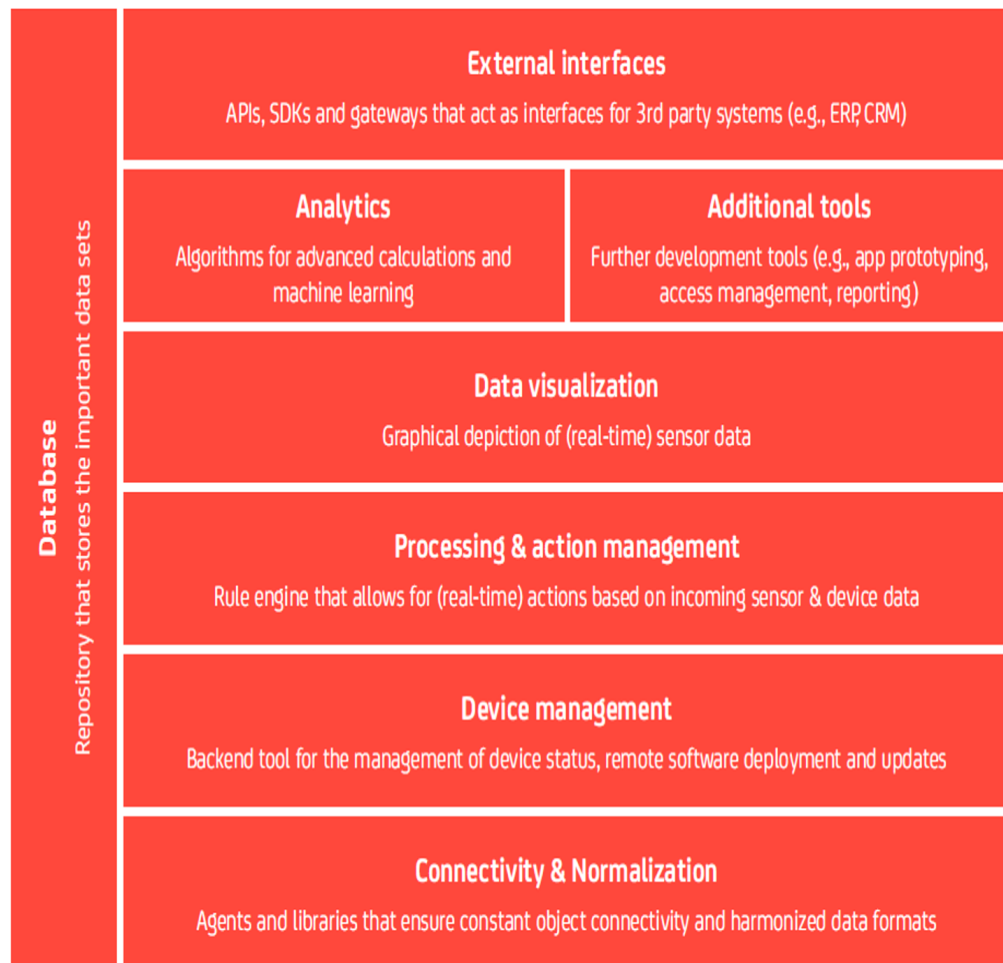 Database
Repository that stores the important data sets
External interfaces
APIs, SDKs and gateways that act as interfaces for 3rd party systems (e.g., ERP, CRM)
Analytics
Algorithms for advanced calculations and
machine learning
Additional tools
Further development tools (e.g., app prototyping,
access management, reporting)
Data visualization
Graphical depiction of (real-time) sensor data
Processing & action management
Rule engine that allows for (real-time) actions based on incoming sensor & device data
Device management
Backend tool for the management of device status, remote software deployment and updates
Connectivity & Normalization
Agents and libraries that ensure constant object connectivity and harmonized data formats